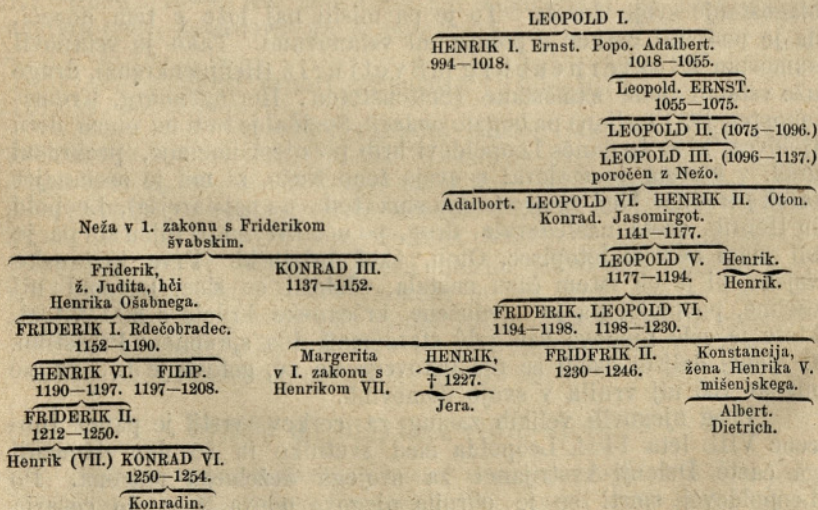 LEOPOLD I.
HENRIK I. Ernst. Popo. Adalbert.
994—1018. 1018—1055.
Leopold. ERNST.
1055—1075.
LEOPOLD II. (1075—1096.)
LEOPOLD III. (1096—1137.)
poročen z Nežo.
Adalbort. LEOPOLD VI. HENRIK II. Oton.
Konrad. Jasomirgot.
1141—1177.
LEOPOLD V. Henrik.
1177—1194. Henrik.
FRIDERIK. LEOPOLD VI.
1194—1198. 1198—1230.
Margerita HENRIK, FRIDFRIK II. Konstancija,
v I. zakonu s † 1227. 1230—1246. žena Henrika V.
Henrikom VII. Jera. mišenjskega.
Albert.
Dietrich.
Neža v 1. zakonu s Friderikom
švabskim.
Friderik, KONRAD III.
ž. Judita, hči 1137—1152.
Henrika Ošabnega.
FRIDERIK I. Rdečobradec.
1152—1190.
HENRIK VI. FILIP.
1190—1197. 1197—1208.
FRIDERIK II.
1212—1250.
Henrik (VII.) KONRAD VI.
1250—1254.
Konradin.